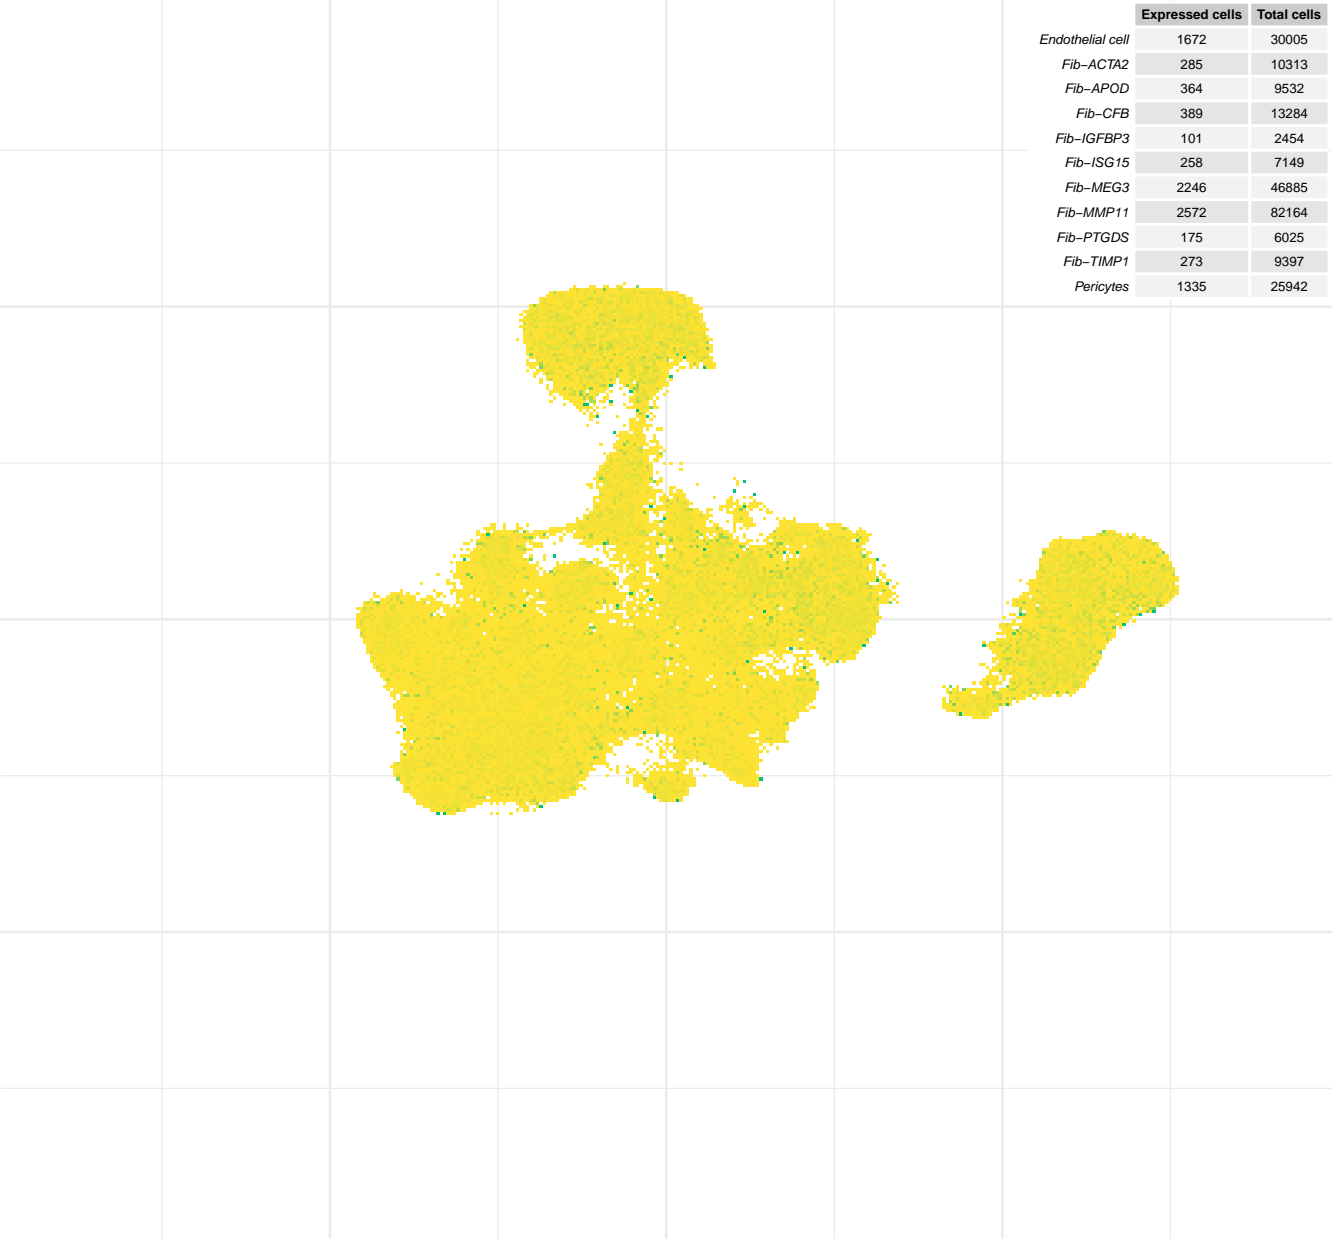 Expressed cells Total cells
Endothelial cell 1672 30005
Fib−ACTA2 285 10313
Fib−APOD 364 9532
Fib−CFB 389 13284
Fib−IGFBP3 101 2454
Fib−ISG15 258 7149
Fib−MEG3 2246 46885
Fib−MMP11 2572 82164
Fib−PTGDS 175 6025
Fib−TIMP1 273 9397
Pericytes 1335 25942